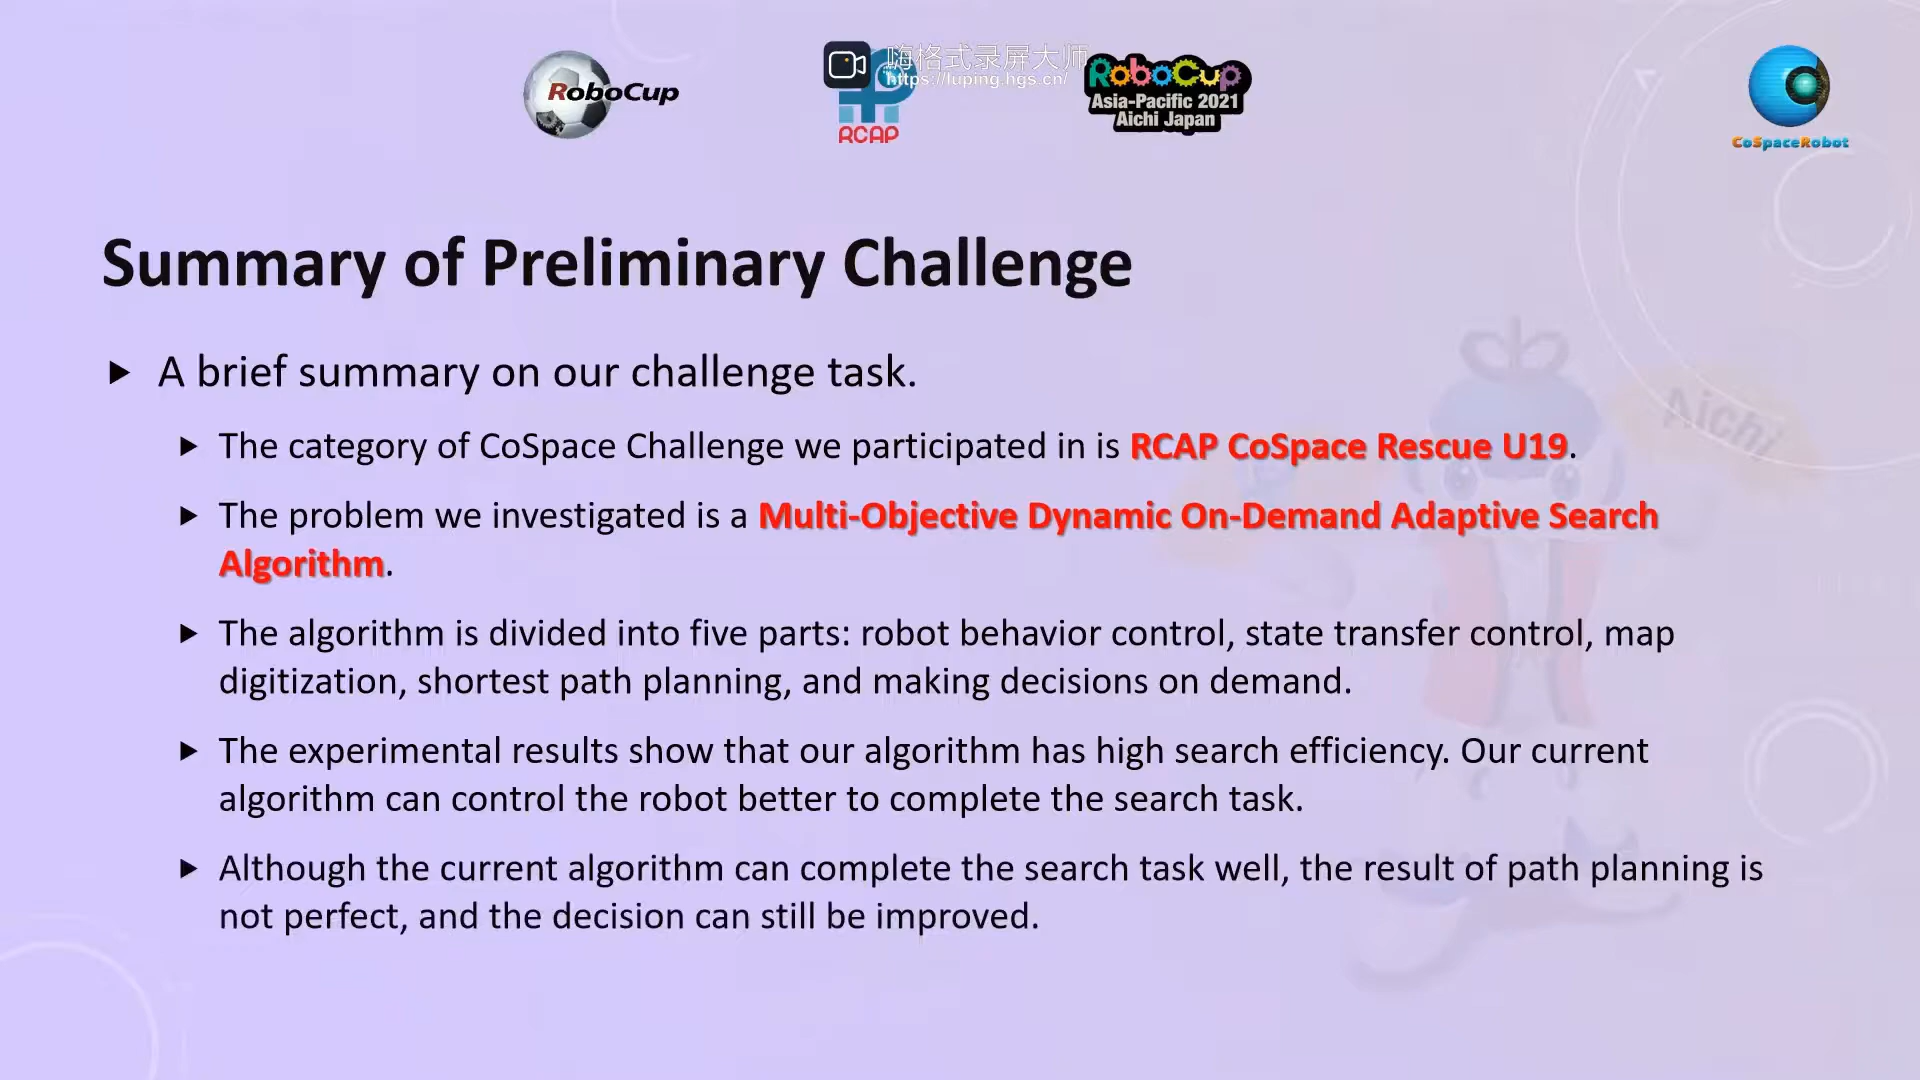 RoboCup
嗨格式录屏大师
https://luping.hgs.cn/
RCAP
RoboCup
Asia-Pacific 2021
Aichi Japan
CoSpaceRobot
Summary of Preliminary Challenge
A brief summary on our challenge task.
The category of CoSpace Challenge we participated in is RCAP CoSpace Rescue U19.
The problem we investigated is a Multi-Objective Dynamic On-Demand Adaptive Search
Algorithm.
The algorithm is divided into five parts: robot behavior control, state transfer control, map
digitization, shortest path planning, and making decisions on demand.
The experimental results show that our algorithm has high search efficiency. Our current
algorithm can control the robot better to complete the search task.
Although the current algorithm can complete the search task well, the result of path planning is
not perfect, and the decision can still be improved.
Aichi